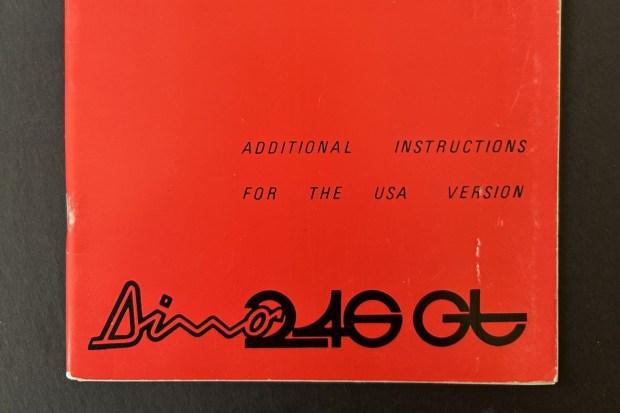 ADDITIONAL INSTRUCTIONS
FOR THE USA VERSION
Dino 246 Gt